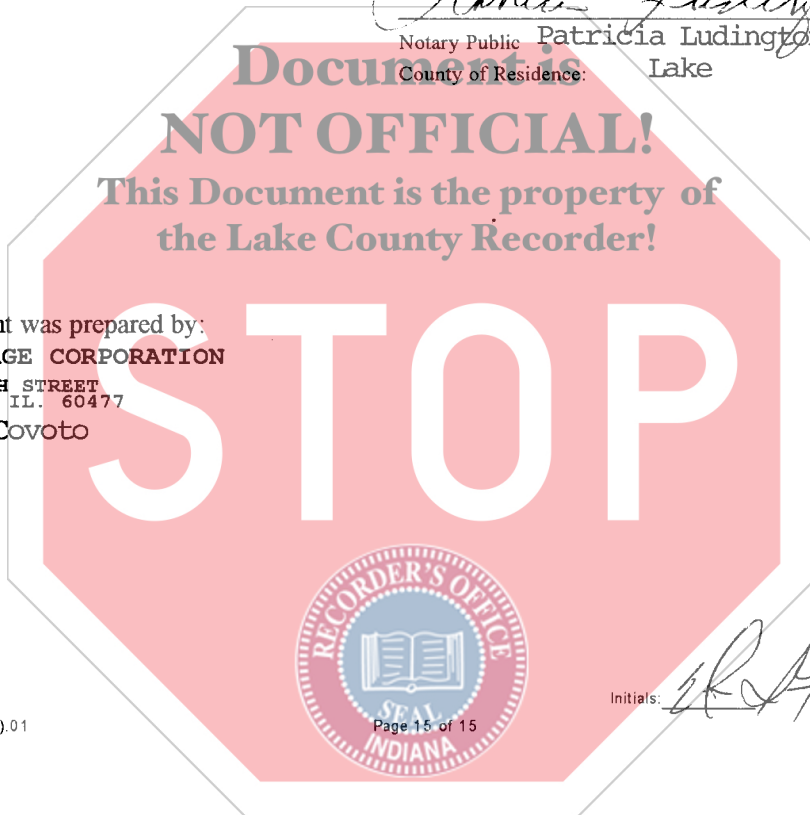 Notary Public Patricia Ludington
County of Residence: Lake
Document is
NOT OFFICIAL!
This Document is the property of
the Lake County Recorder!
nt was prepared by:
GE CORPORATION
H STREET
IL. 60477
Covoto
STOP
RECORDER'S OFFICE
SEAL
INDIANA
Initials:
).01
Page 15 of 15